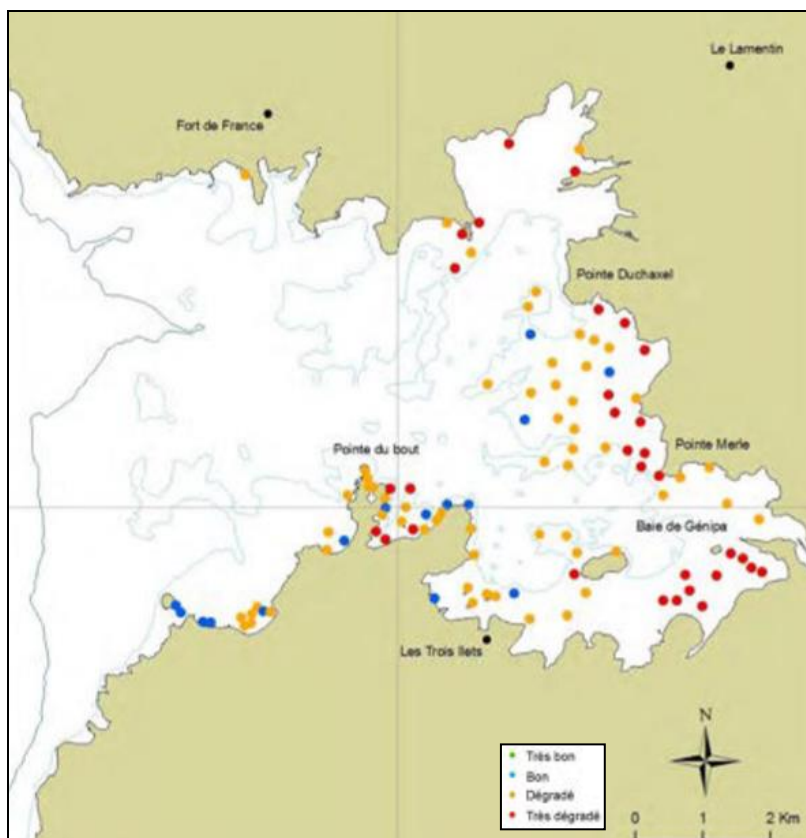 Le Lamentin
Fort de France
Pointe Duchaxel
Pointe du bout
Pointe Merle
Baie de Génipa
Les Trois Ilets
N
Très bon
Bon
Dégradé
Très dégradé
0 1 2 Km